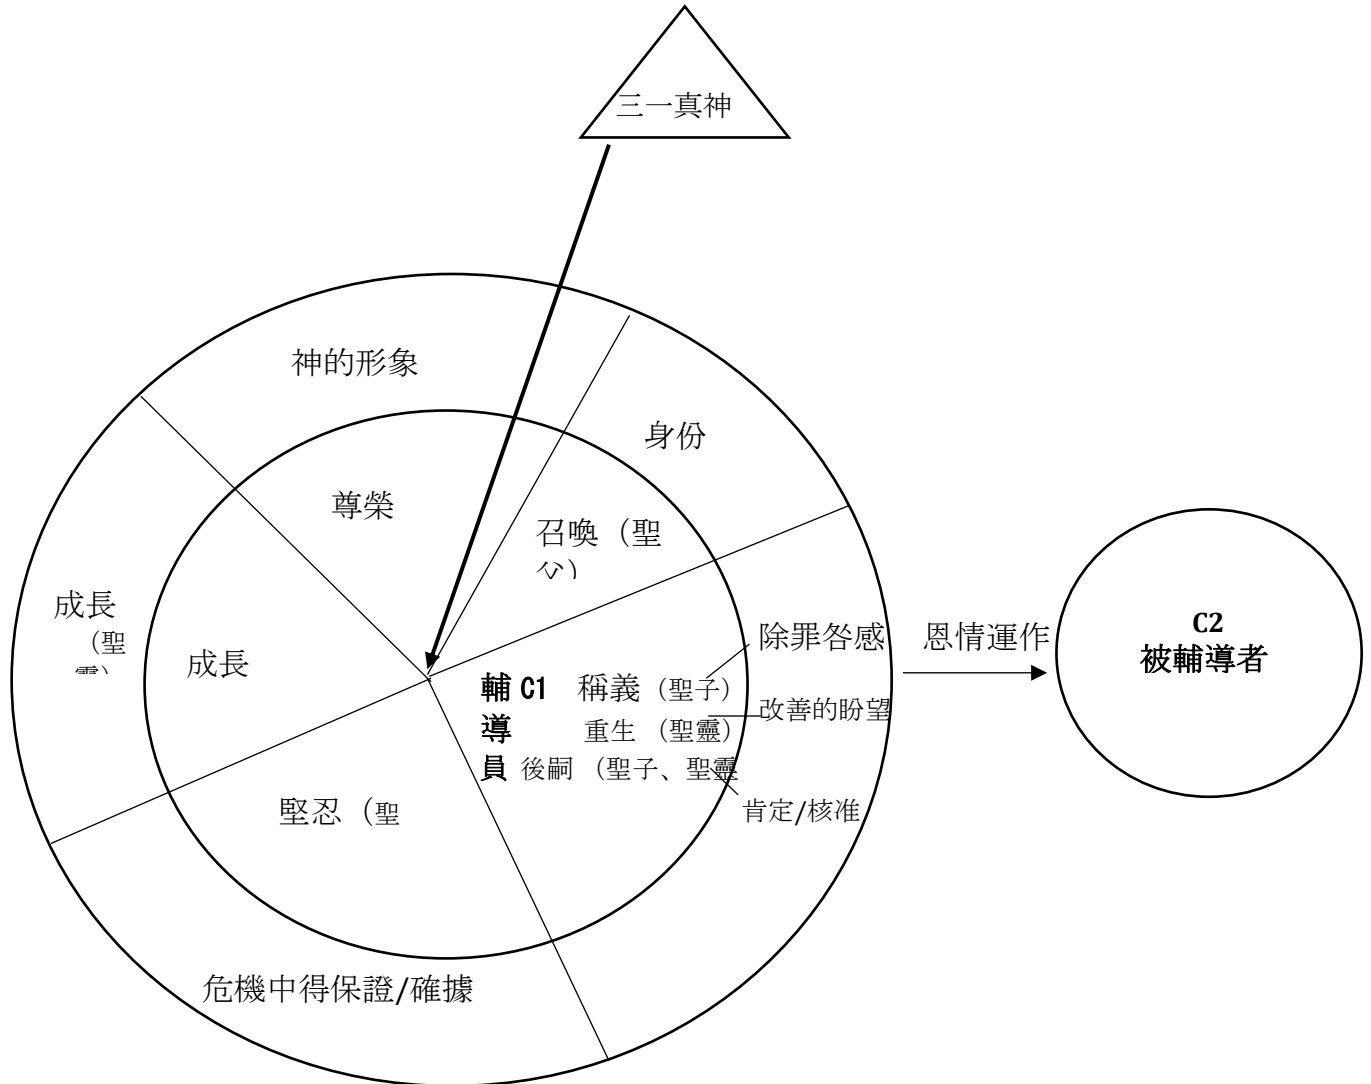 三一真神
神的形象
身份
尊榮
召喚（聖
父）
成長
（聖
靈）
成長
除罪咎感
恩情運作
C2
被輔導者
輔 C1 稱義（聖子）
導 重生（聖靈）
員 後嗣（聖子、聖靈
改善的盼望
肯定/核准
堅忍（聖
危機中得保證/確據